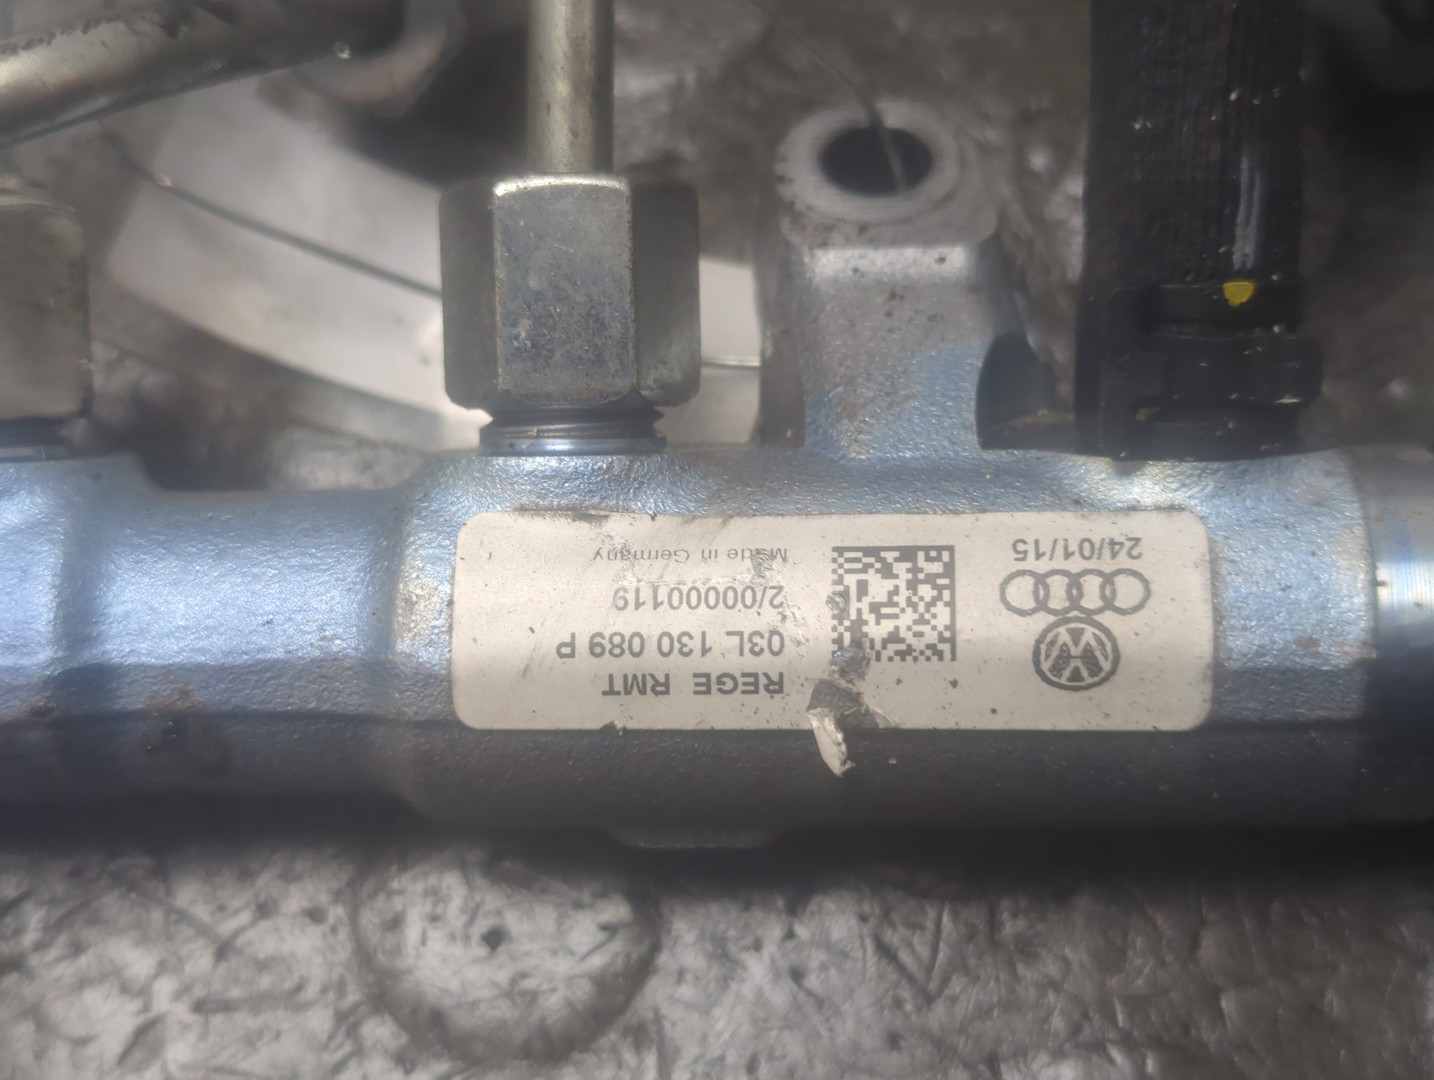 REGE RMT
03L 130 089 P
2/00000119
Made in Germany
24/01/15